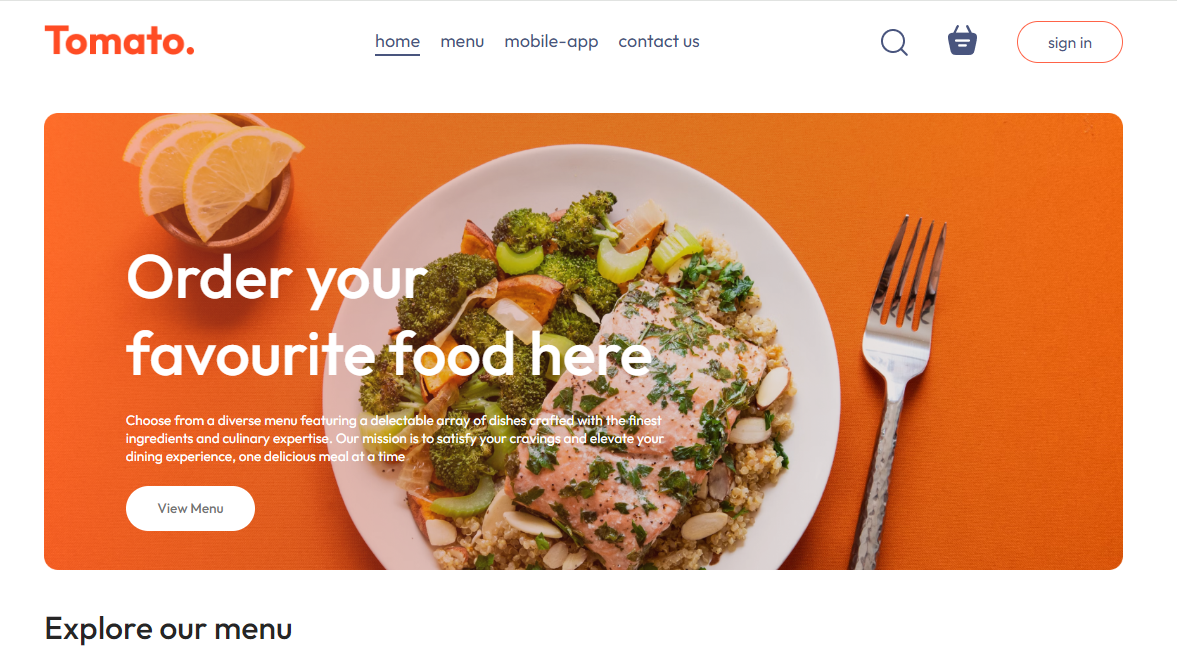 Tomato.
home menu mobile-app contact us
sign in
Order your
favourite food here
Choose from a diverse menu featuring a delectable array of dishes crafted with the finest
ingredients and culinary expertise. Our mission is to satisfy your cravings and elevate your
dining experience, one delicious meal at a time
View Menu
Explore our menu